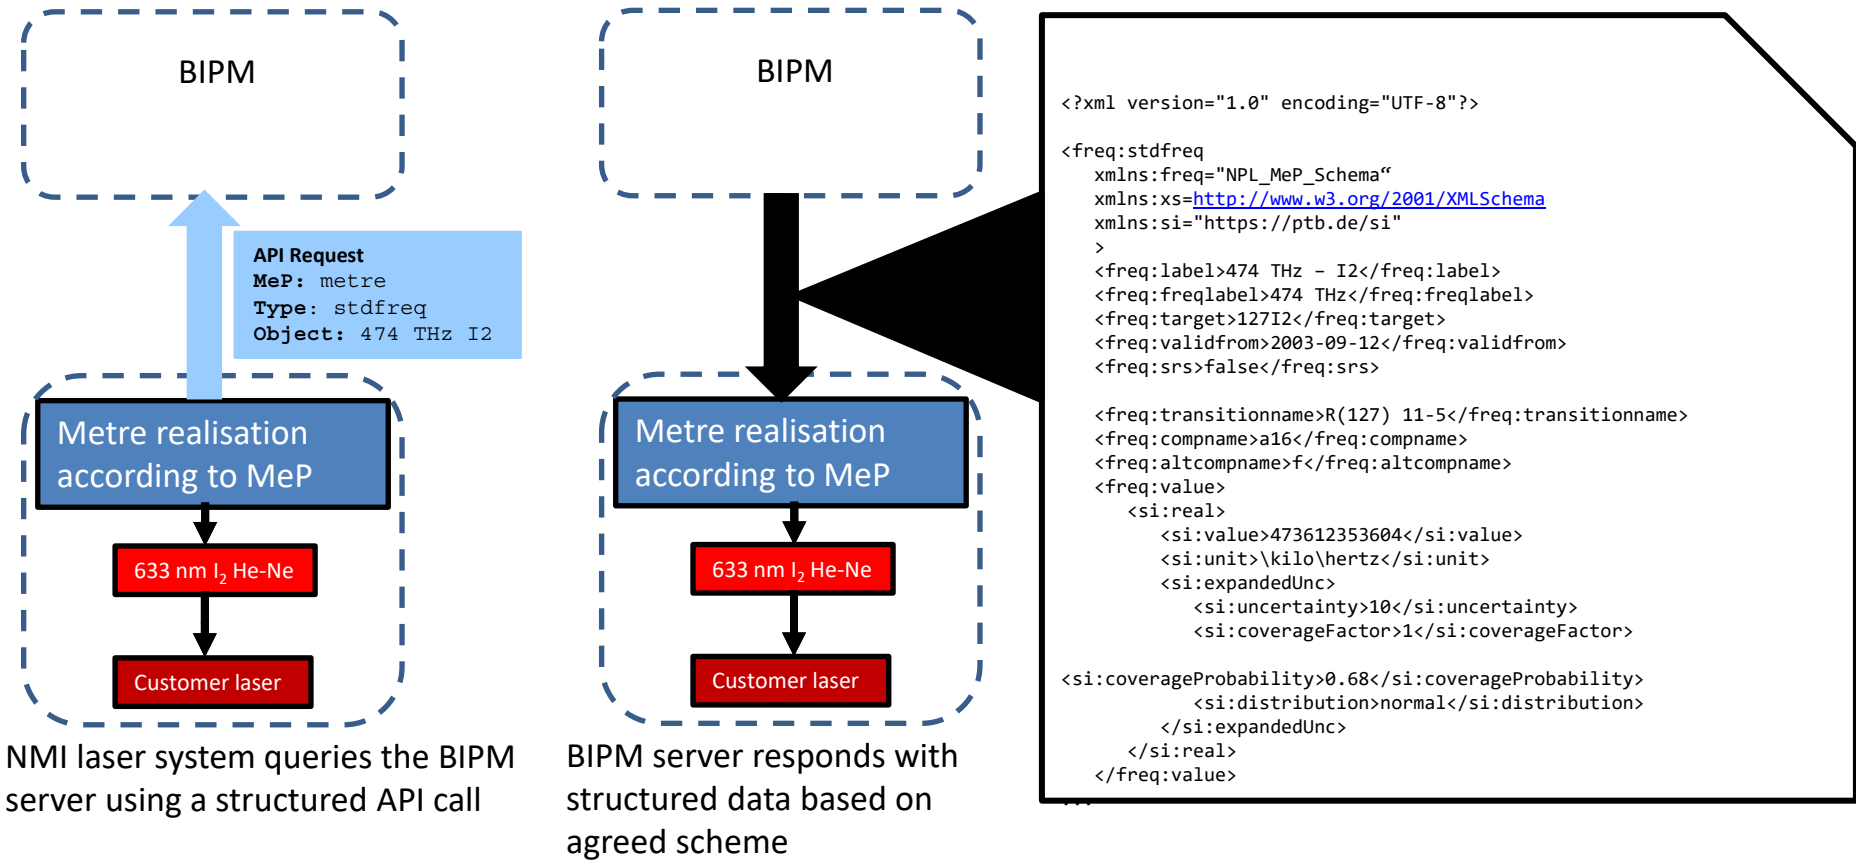 BIPM
API Request
MeP: metre
Type: stdfreq
Object: 474 THz I2
Metre realisation
according to MeP
633 nm I₂ He-Ne
Customer laser
NMI laser system queries the BIPM
server using a structured API call
BIPM
Metre realisation
according to MeP
633 nm I₂ He-Ne
Customer laser
BIPM server responds with
structured data based on
agreed scheme
<?xml version="1.0" encoding="UTF-8"?>
<freq:stdfreq
xmlns:freq="NPL_MeP_Schema“
xmlns:xs=http://www.w3.org/2001/XMLSchema
xmlns:si="https://ptb.de/si"
>
<freq:label>474 THz – I2</freq:label>
<freq:freqlabel>474 THz</freq:freqlabel>
<freq:target>127I2</freq:target>
<freq:validfrom>2003-09-12</freq:validfrom>
<freq:srs>false</freq:srs>
<freq:transitionname>R(127) 11-5</freq:transitionname>
<freq:compname>a16</freq:compname>
<freq:altcompname>f</freq:altcompname>
<freq:value>
<si:real>
<si:value>473612353604</si:value>
<si:unit>\kilo\hertz</si:unit>
<si:expandedUnc>
<si:uncertainty>10</si:uncertainty>
<si:coverageFactor>1</si:coverageFactor>
<si:coverageProbability>0.68</si:coverageProbability>
<si:distribution>normal</si:distribution>
</si:expandedUnc>
</si:real>
</freq:value>
...